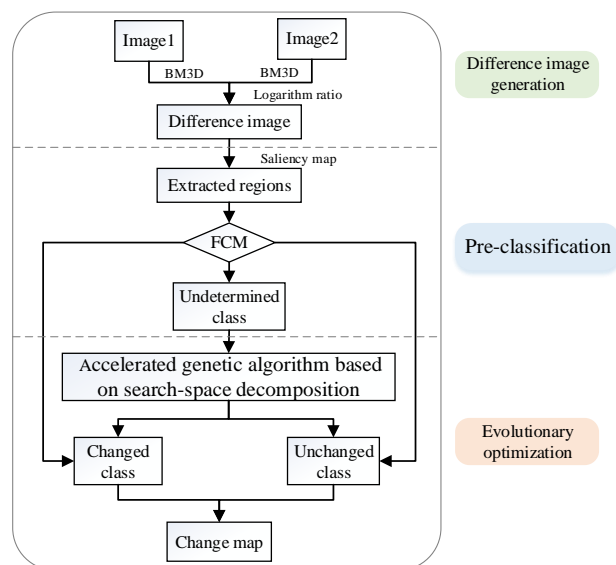 Image1
Image2
BM3D
BM3D
Logarithm ratio
Difference image
Difference image
generation
Saliency map
Extracted regions
FCM
Pre-classification
Undetermined
class
Accelerated genetic algorithm based
on search-space decomposition
Changed
class
Unchanged
class
Evolutionary
optimization
Change map